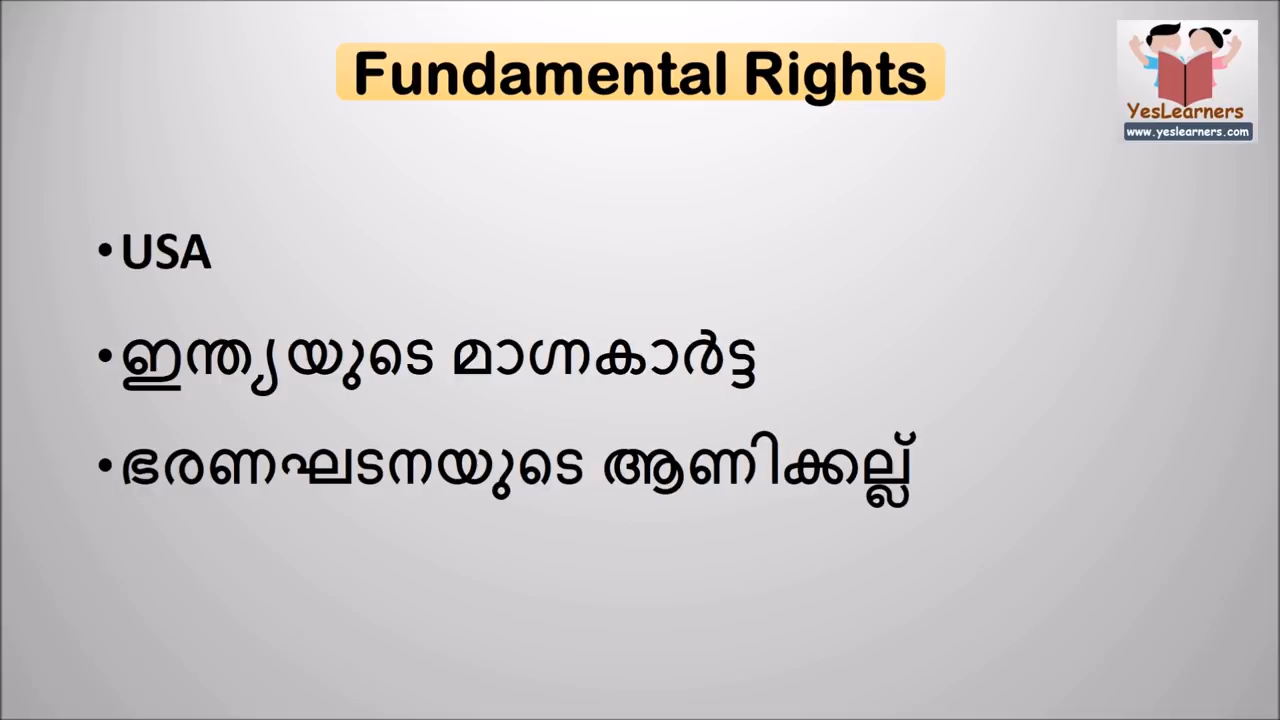 Fundamental Rights
YesLearners
www.yeslearners.com
•USA
•ഇന്ത്യയുടെ മാഗ്നകാർട്ട
•ഭരണഘടനയുടെ ആണിക്കല്ല്